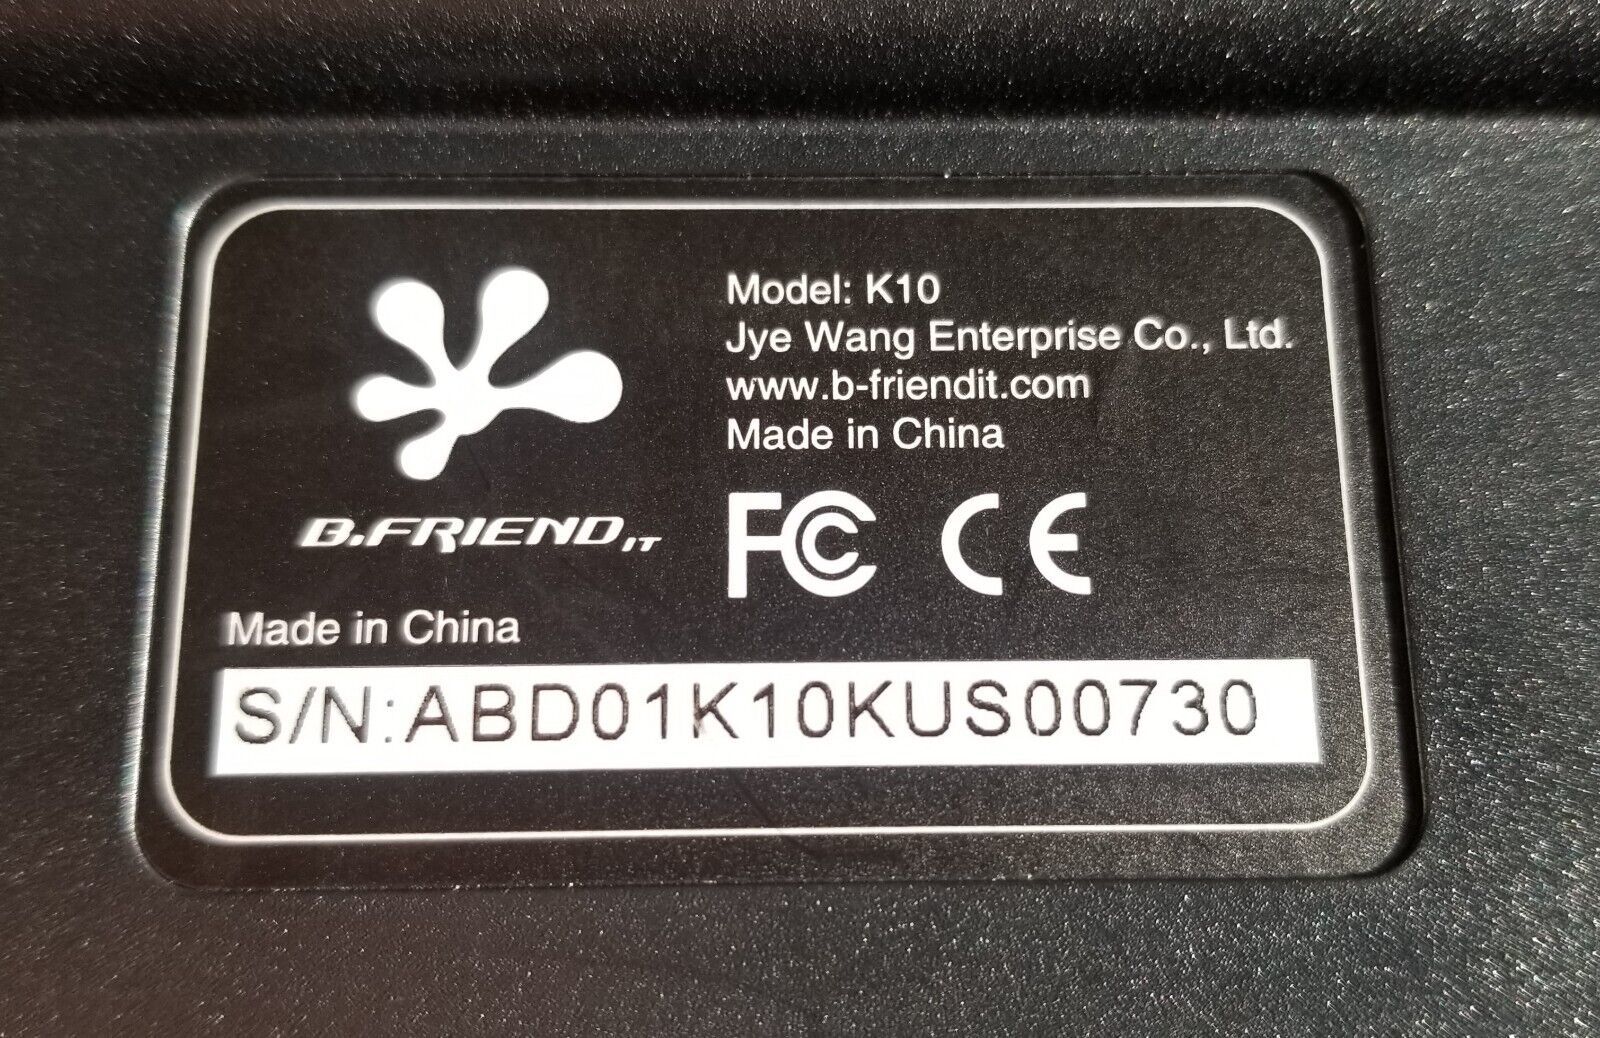 B.FRIEND IT
Model: K10
Jye Wang Enterprise Co., Ltd.
www.b-friendit.com
Made in China
FC CE
Made in China
S/N:ABD01K10KUS00730